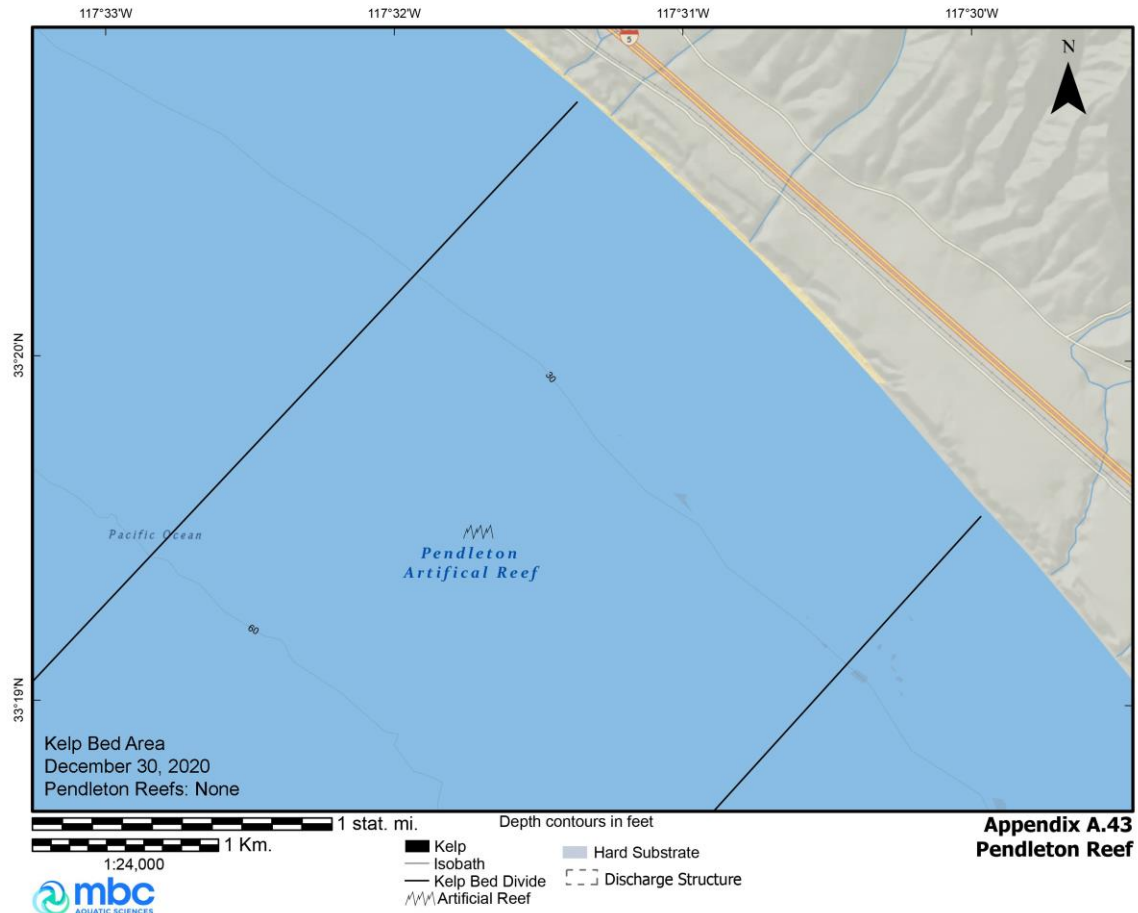 117°33'W
117°32'W
117°31'W
117°30'W
5
N
33°20'N
30
Pacific Ocean
Pendleton
Artifical Reef
60
33°19'N
Kelp Bed Area
December 30, 2020
Pendleton Reefs: None
1 stat. mi.
1 Km.
1:24,000
mbc
AQUATIC SCIENCES
Depth contours in feet
Kelp
Isobath
Kelp Bed Divide
Artificial Reef
Hard Substrate
Discharge Structure
Appendix A.43
Pendleton Reef